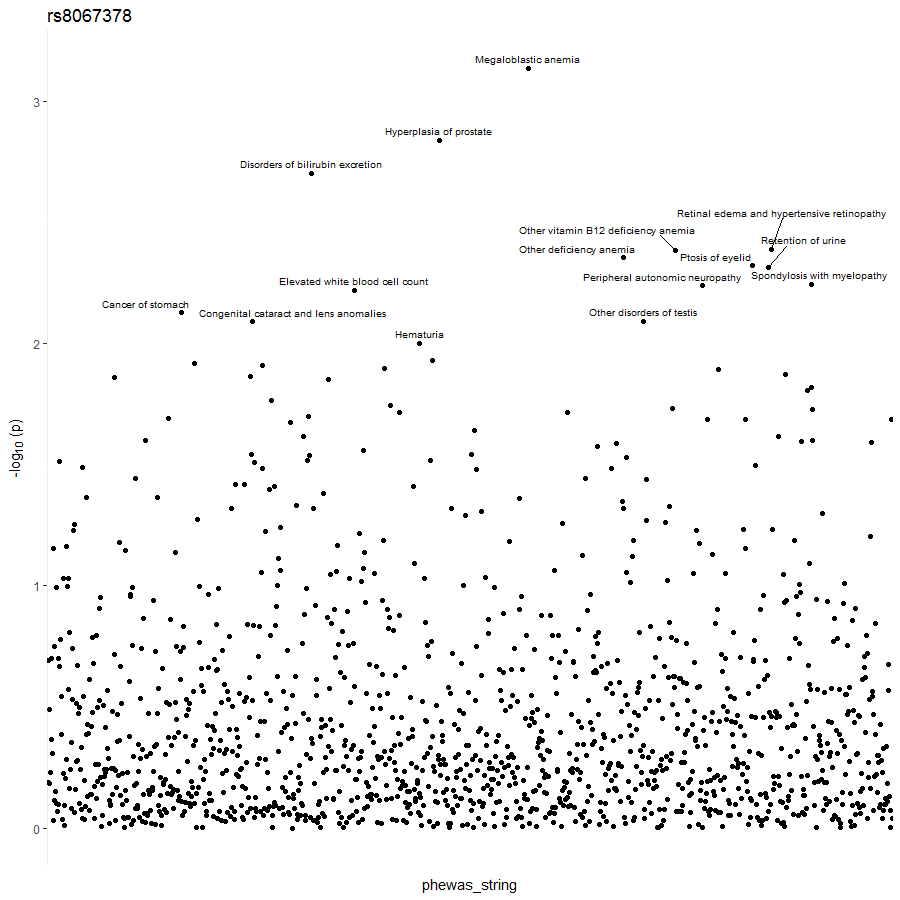 rs8067378
Megaloblastic anemia
3
Hyperplasia of prostate
Disorders of bilirubin excretion
Retinal edema and hypertensive retinopathy
Other vitamin B12 deficiency anemia
Retention of urine
Other deficiency anemia
Ptosis of eyelid
Peripheral autonomic neuropathy
Spondylosis with myelopathy
Elevated white blood cell count
Cancer of stomach
Congenital cataract and lens anomalies
Other disorders of testis
Hematuria
2
-log10 (p)
1
0
phewas_string